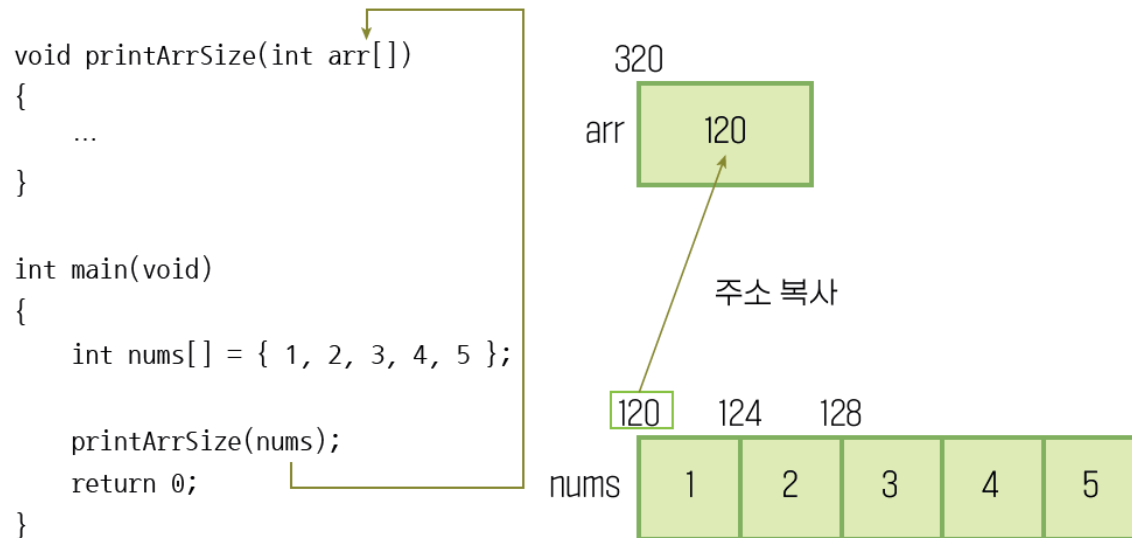 void printArrSize(int arr[])
{
...
}
int main(void)
{
int nums[] = { 1, 2, 3, 4, 5 };
printArrSize(nums);
return 0;
}
320
arr 120
주소 복사
120 124 128
nums 1 2 3 4 5